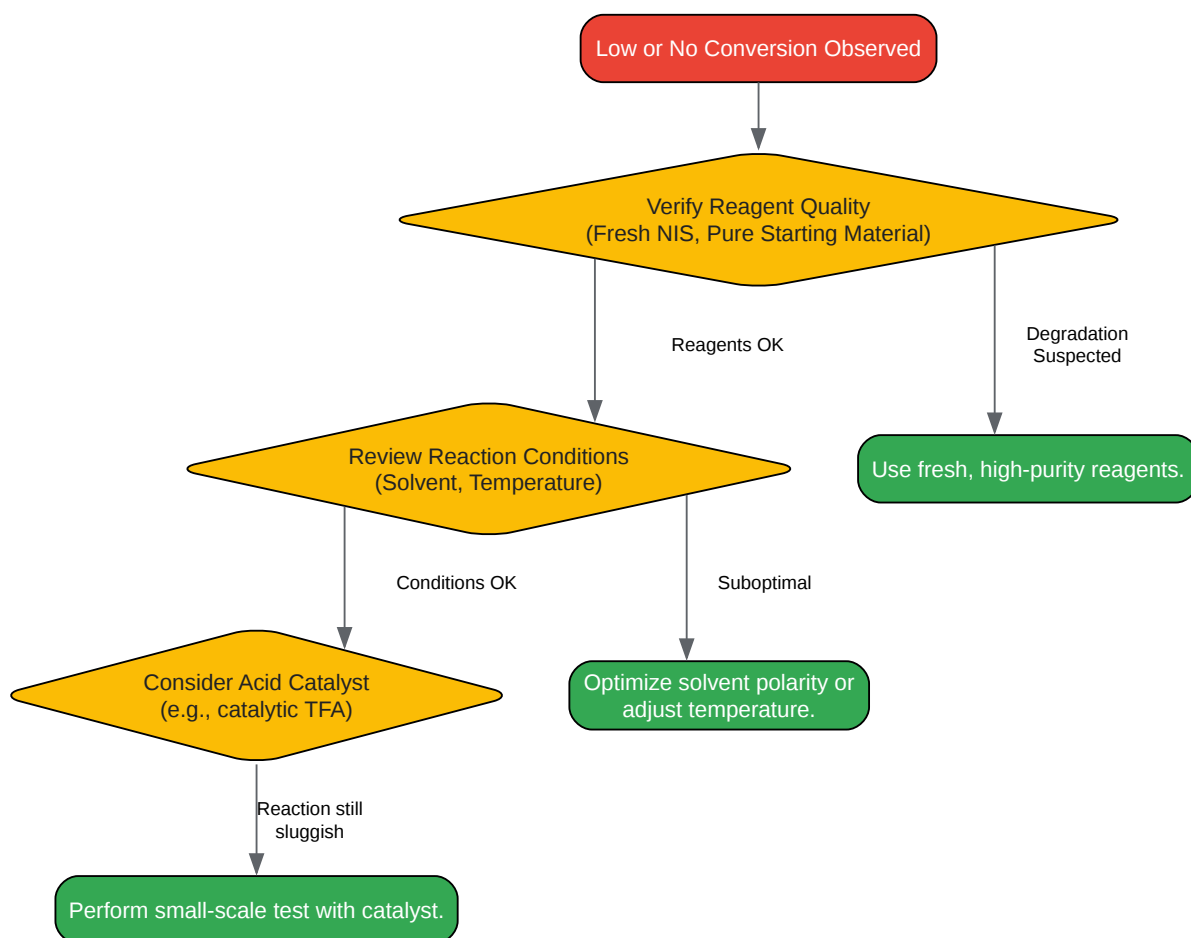 Low or No Conversion Observed
Verify Reagent Quality
(Fresh NIS, Pure Starting Material)
Reagents OK
Degradation
Suspected
Review Reaction Conditions
(Solvent, Temperature)
Use fresh, high-purity reagents.
Conditions OK
Suboptimal
Consider Acid Catalyst
(e.g., catalytic TFA)
Optimize solvent polarity or
adjust temperature.
Reaction still
sluggish
Perform small-scale test with catalyst.